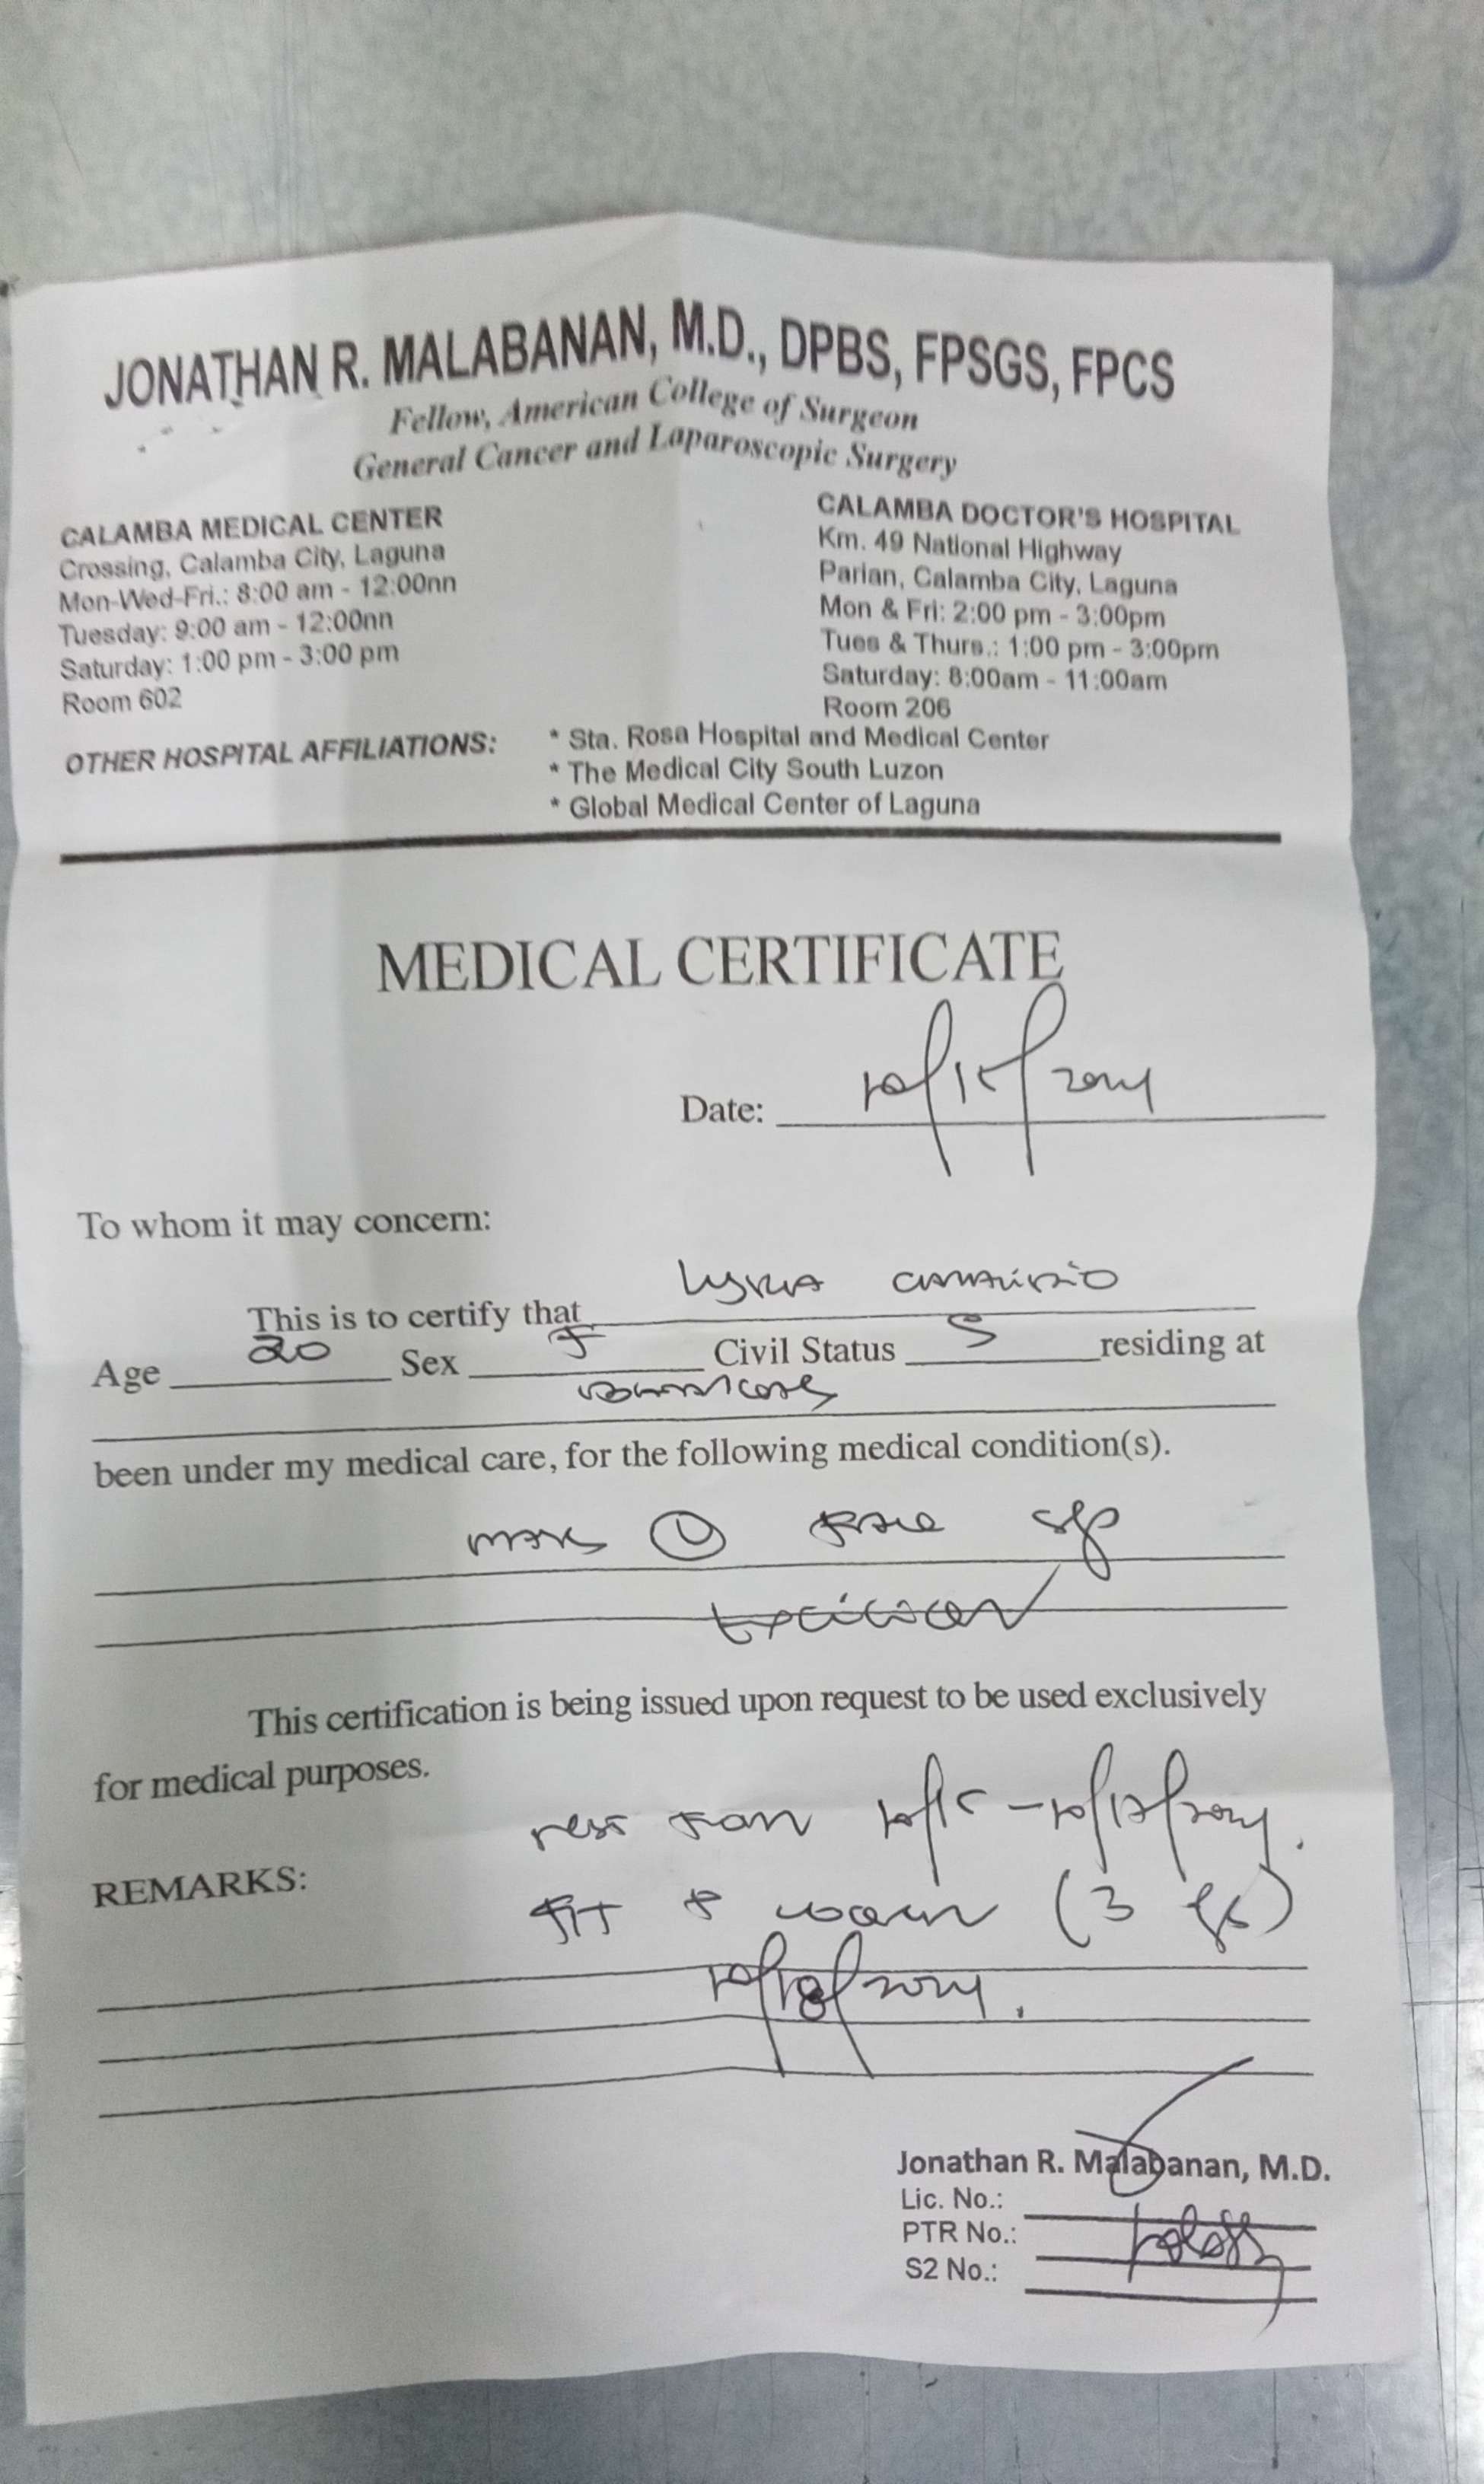 JONATHAN R. MALABANAN, M.D., DPBS, FPSGS, FPCS
Fellow, American College of Surgeon
General Cancer and Laparoscopic Surgery
CALAMBA MEDICAL CENTER
Crossing, Calamba City, Laguna
Mon-Wed-Fri.: 8:00 am - 12:00nn
Tuesday: 9:00 am - 12:00nn
Saturday: 1:00 pm - 3:00 pm
Room 602
CALAMBA DOCTOR'S HOSPITAL
Km. 49 National Highway
Parian, Calamba City, Laguna
Mon & Fri: 2:00 pm - 3:00pm
Tues & Thurs.: 1:00 pm - 3:00pm
Saturday: 8:00am - 11:00am
Room 206
OTHER HOSPITAL AFFILIATIONS:
* Sta. Rosa Hospital and Medical Center
* The Medical City South Luzon
* Global Medical Center of Laguna
MEDICAL CERTIFICATE
Date: 10/15/2024
To whom it may concern:
This is to certify that
Age 20 Sex F Civil Status S residing at
been under my medical care, for the following medical condition(s).
mass (L) face s/p
excision
This certification is being issued upon request to be used exclusively
for medical purposes.
rest from 10/15 - 10/17/2024.
REMARKS:
fit to work (3
10/18/2024.
Jonathan R. Malabanan, M.D.
Lic. No.:
PTR No.:
S2 No.: